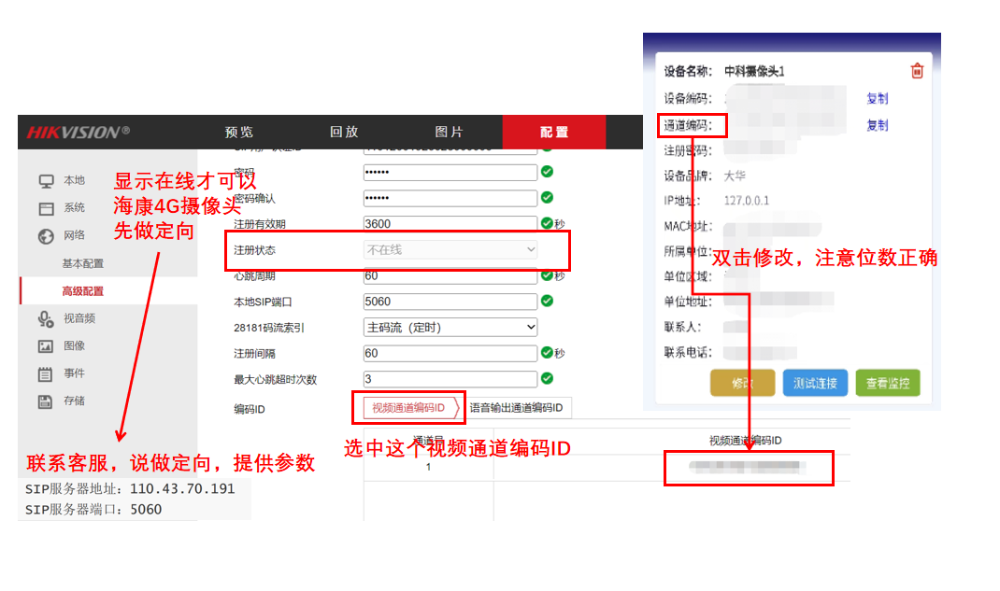 设备名称： 中科摄像头1
设备编码： 复制
通道编码： 复制
注册密码：
设备品牌： 大华
IP地址： 127.0.0.1
MAC地址：
所属单位：
双击修改，注意位数正确
单位区域：
单位地址：
联系人：
联系电话：
修改 测试连接 查看监控
HIKVISION® 预览 回放 图片 配置
本地
系统
网络
基本配置
高级配置
视音频
图像
事件
存储
显示在线才可以
海康4G摄像头
先做定向
密码 ••••••
密码确认 ••••••
注册有效期 3600 秒
注册状态 不在线
心跳周期 60 秒
本地SIP端口 5060
28181码流索引 主码流（定时）
注册间隔 60 秒
最大心跳超时次数 3
编码ID 视频通道编码ID 语音输出通道编码ID
通道号 视频通道编码ID
选中这个视频通道编码ID
1
联系客服，说做定向，提供参数
SIP服务器地址：110.43.70.191
SIP服务器端口：5060